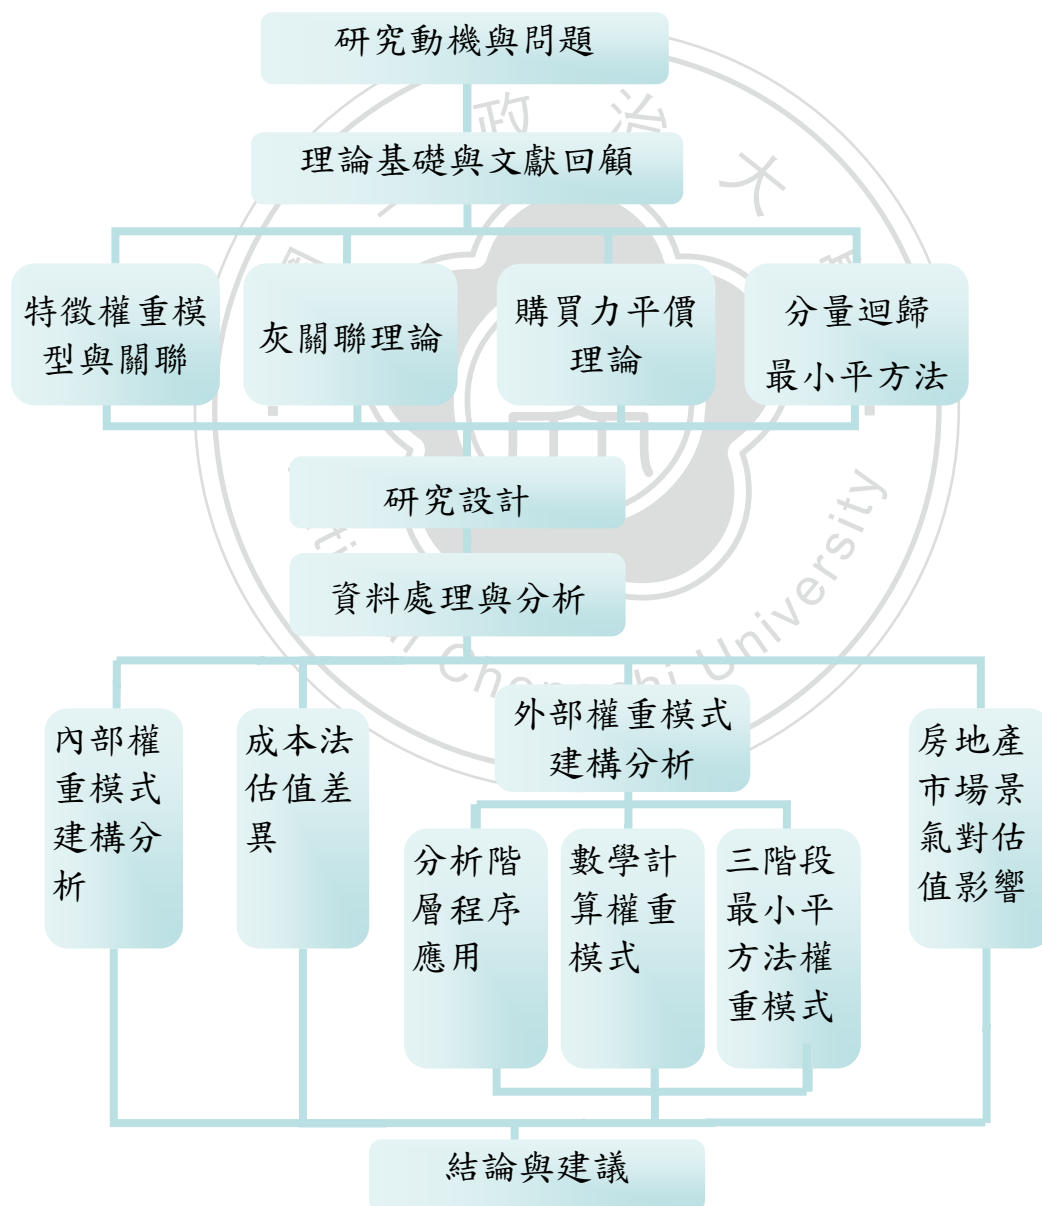 研究動機與問題
政 治
大
理論基礎與文獻回顧
特徵權重模
型與關聯
灰關聯理論
購買力平價
理論
分量迴歸
最小平方法
研究設計
資料處理與分析
University
內部權
重模式
建構分
析
成本法
估值差
異
外部權重模式
建構分析
分析階
層程序
應用
數學計
算權重
模式
三階段
最小平
方法權
重模式
房地產
市場景
氣對估
值影響
結論與建議